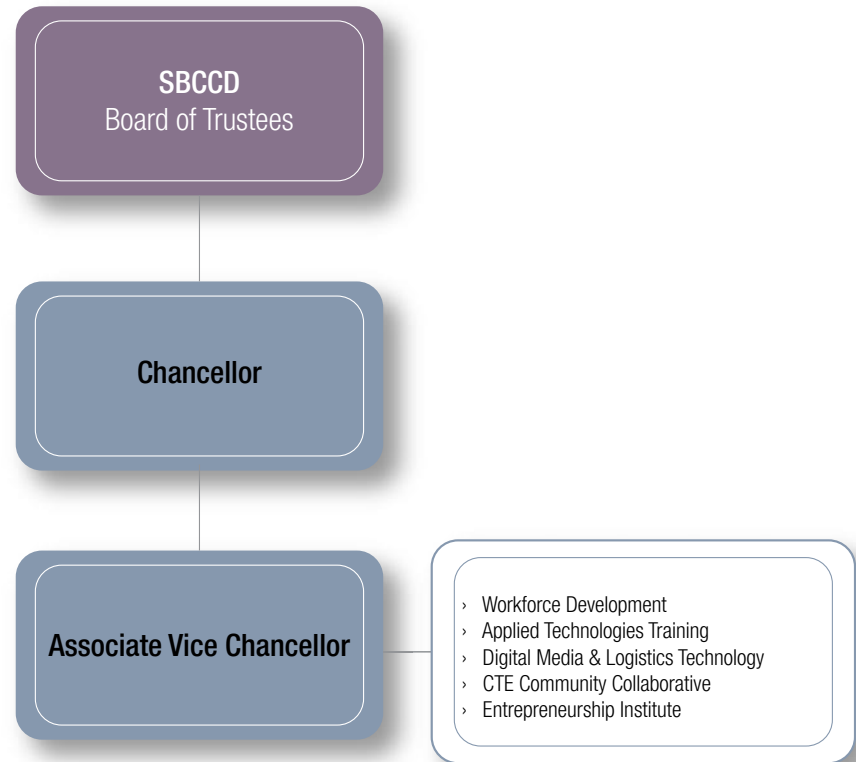 SBCCD
Board of Trustees
Chancellor
Associate Vice Chancellor
› Workforce Development
› Applied Technologies Training
› Digital Media & Logistics Technology
› CTE Community Collaborative
› Entrepreneurship Institute